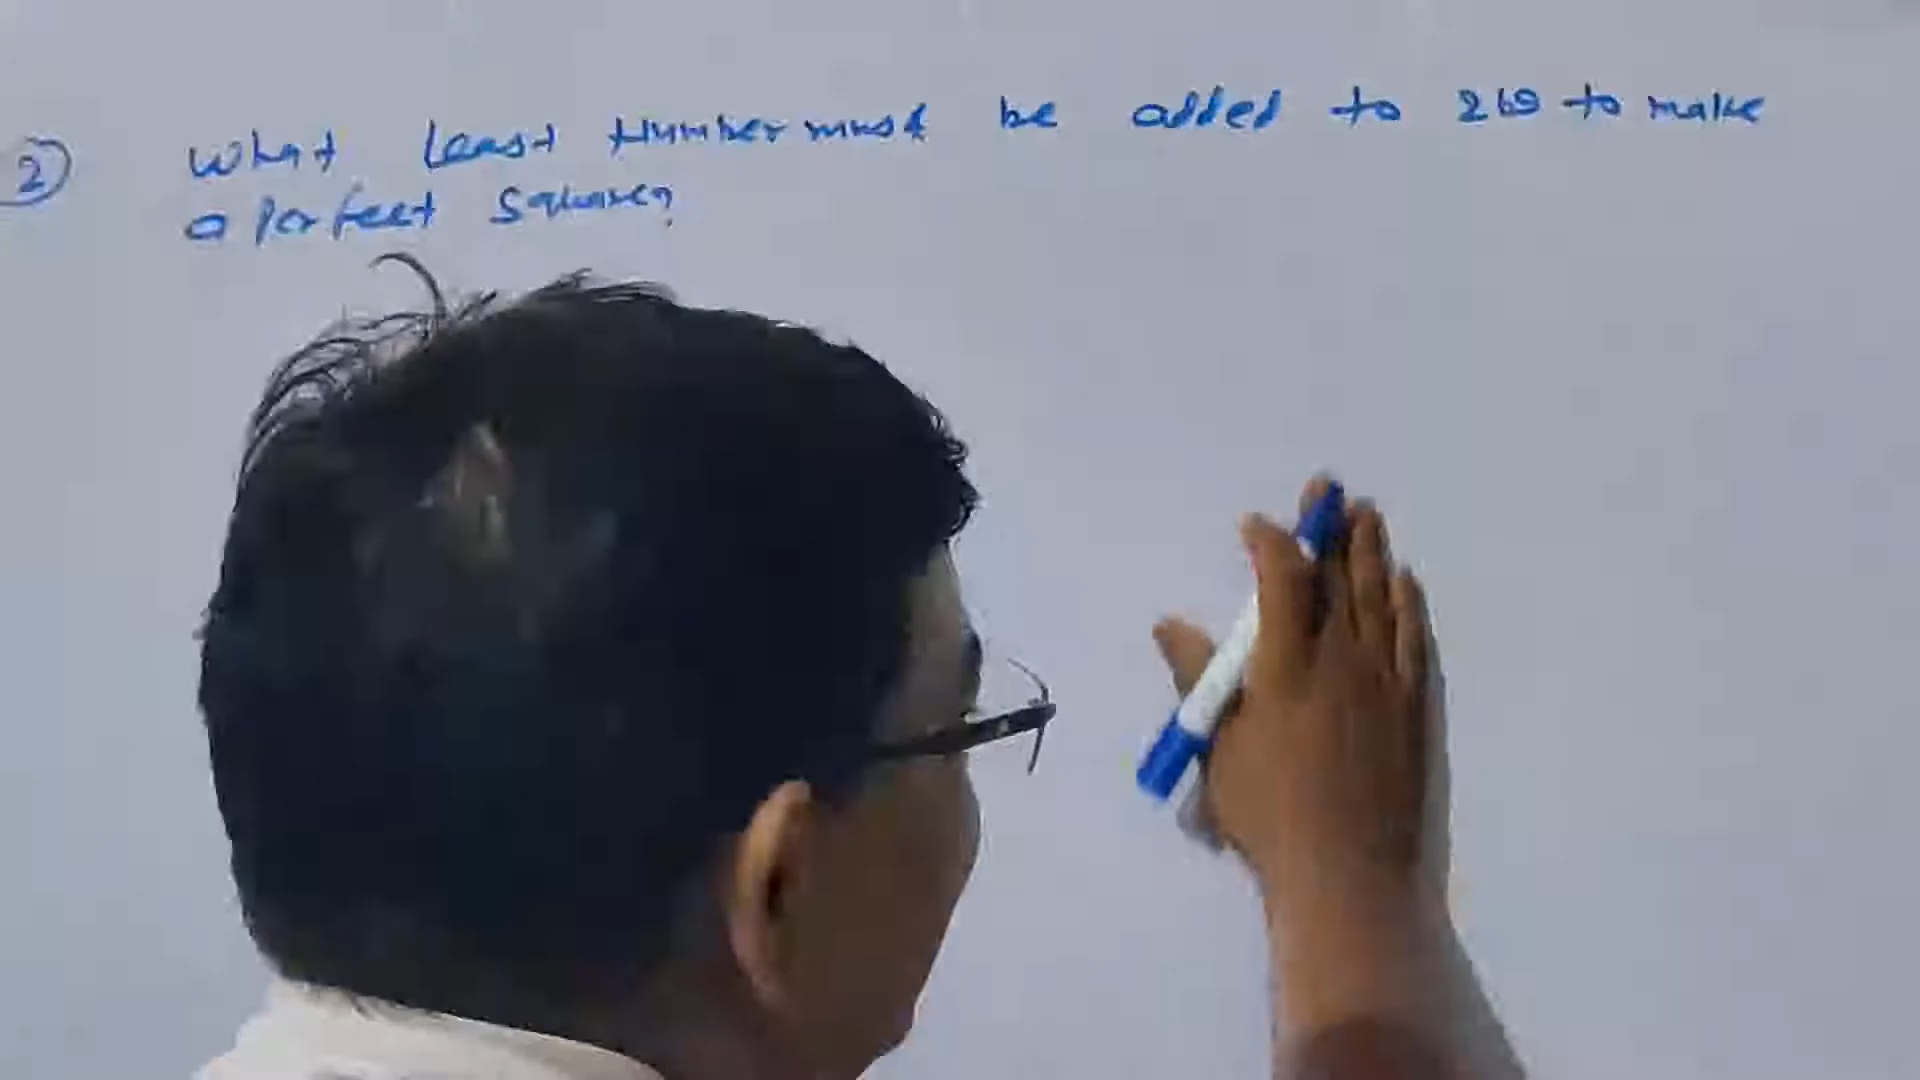 2 What least number must be added to 269 to make
a perfect square?